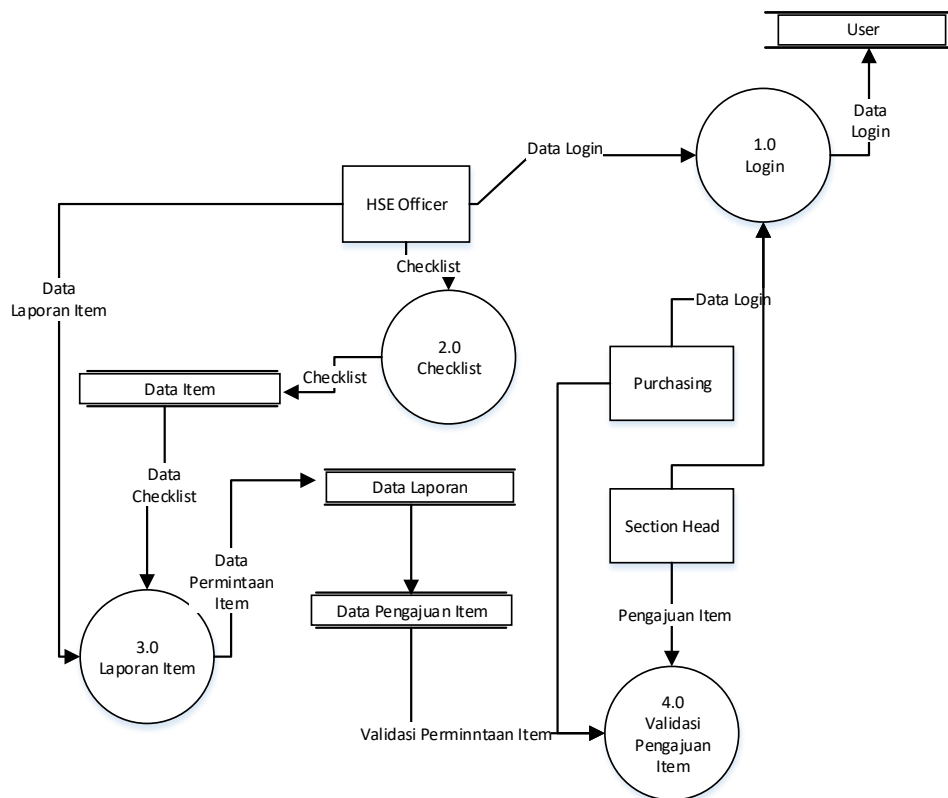 User
Data
Login
1.0
Login
Data Login
HSE Officer
Checklist
Data
Laporan Item
Data Login
2.0
Checklist
Purchasing
Checklist
Data Item
Data
Checklist
Data Laporan
Section Head
Data
Permintaan
Item
Data Pengajuan Item
Pengajuan Item
3.0
Laporan Item
4.0
Validasi
Pengajuan
Item
Validasi Perminntaan Item